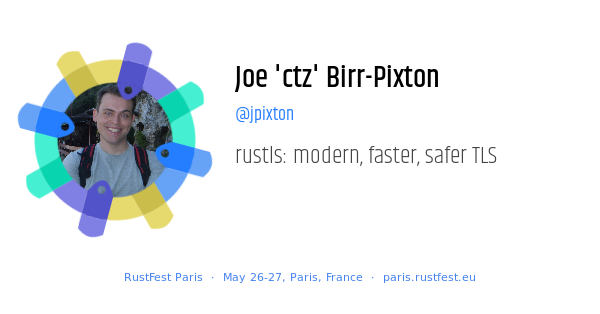 Joe 'ctz' Birr-Pixton
@jpixton
rustls: modern, faster, safer TLS
RustFest Paris · May 26-27, Paris, France · paris.rustfest.eu